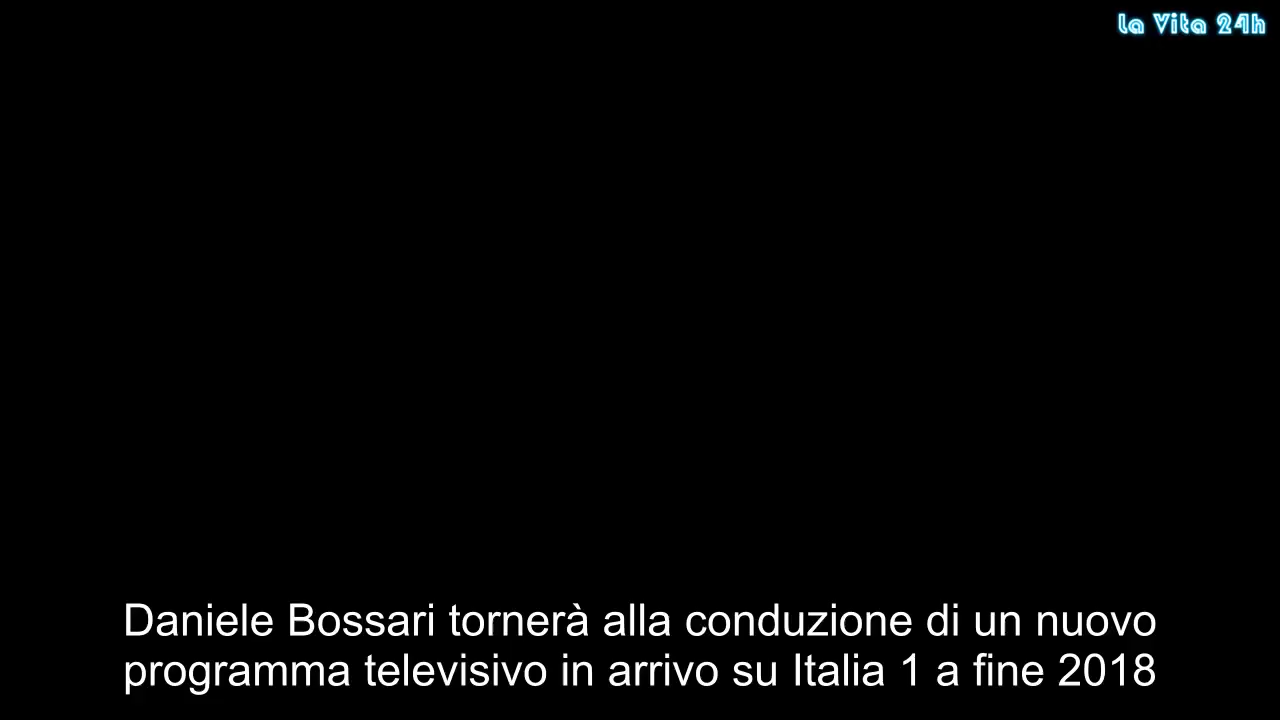 La Vita 24h
Daniele Bossari tornerà alla conduzione di un nuovo
programma televisivo in arrivo su Italia 1 a fine 2018